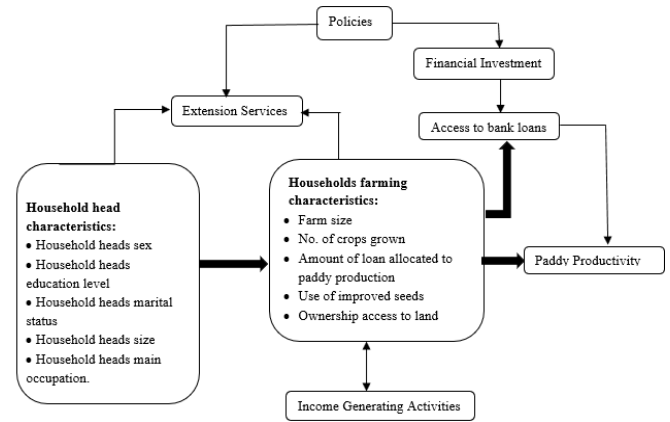 Policies
Financial Investment
Extension Services
Access to bank loans
Household head
characteristics:
• Household heads sex
• Household heads
education level
• Household heads marital
status
• Household heads size
• Household heads main
occupation.
Households farming
characteristics:
• Farm size
• No. of crops grown
• Amount of loan allocated to
paddy production
• Use of improved seeds
• Ownership access to land
Paddy Productivity
Income Generating Activities